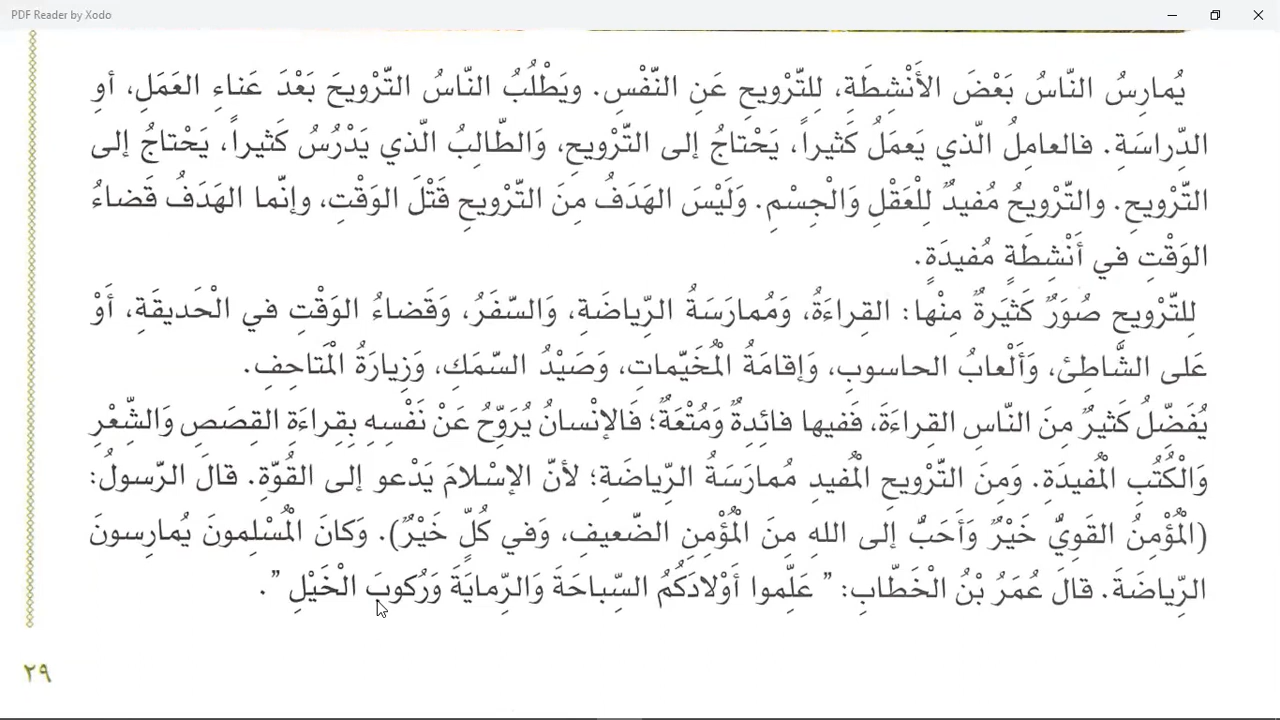 PDF Reader by Xodo
يُمارِسُ النّاسُ بَعْضَ الأَنْشِطَةِ، لِلتّرْويحِ عَنِ النّفْسِ. ويَطْلُبُ النّاسُ التّرْويحَ بَعْدَ عَناءِ العَمَلِ، أوِ
الدِّراسَةِ. فالعامِلُ الّذي يَعمَلُ كَثيراً، يَحْتاجُ إلى التّرْويحِ، وَالطّالِبُ الّذي يَدْرُسُ كَثيراً، يَحْتاجُ إلى
التّرْويحِ. والتّرْويحُ مُفيدٌ لِلْعَقْلِ وَالْجِسْمِ. وَلَيْسَ الهَدَفُ مِنَ التّرْويحِ قَتْلَ الوَقْتِ، وإنّما الهَدَفُ قَضاءُ
الوَقْتِ في أَنْشِطَةٍ مُفيدَةٍ.
لِلتّرْويحِ صُوَرٌ كَثيَرةٌ مِنْها: القِراءَةُ، وَمُمارَسَةُ الرِّياضَةِ، وَالسّفَرُ، وَقَضاءُ الوَقْتِ في الْحَديقَةِ، أَوْ
عَلى الشَّاطِئ، وَأَلْعابُ الحاسوبِ، وَإقامَةُ الْمُخَيّماتِ، وَصَيْدُ السّمَكِ، وَزِيارَةُ الْمَتاحِفِ.
يُفَضّلُ كَثيرٌ مِنَ النّاسِ القِراءَةَ، فَفيها فائِدةٌ وَمُتْعَةٌ؛ فَالإنْسانُ يُرَوّحُ عَنْ نَفْسِهِ بِقِراءَةِ القِصَصِ وَالشِّعْرِ
وَالْكُتُبِ الْمُفيدَةِ. وَمِنَ التّرْويحِ الْمُفيدِ مُمارَسَةُ الرِّياضَةِ؛ لأنّ الإسْلامَ يَدْعو إلى القُوّةِ. قالَ الرّسولُ:
(الْمُؤْمِنُ القَوِيٌّ خَيْرٌ وَأَحَبٌّ إلى اللهِ مِنَ الْمُؤْمِنِ الضّعيفِ، وَفي كُلٍّ خَيْرٌ). وَكانَ الْمُسْلِمونَ يُمارِسونَ
الرِّياضَةَ. قالَ عُمَرُ بْنُ الْخَطّابِ: ” عَلِّموا أَوْلادَكُمُ السِّباحَةَ وَالرِّمايَةَ وَرُكوبَ الْخَيْلِ ”.
٢٩